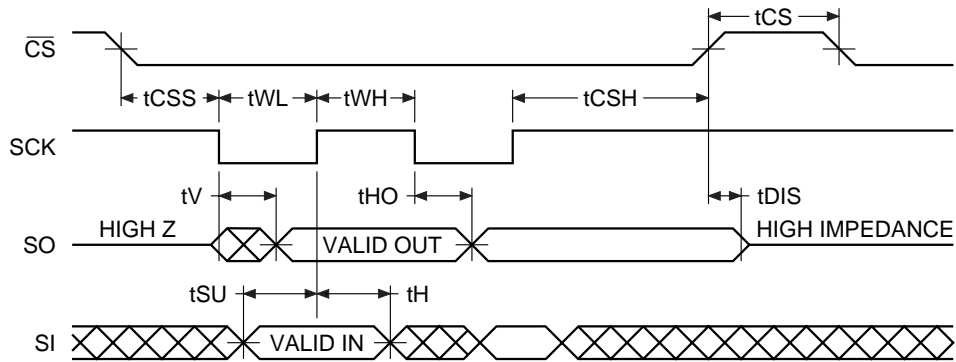 tCS
CS
tCSS
tWL
tWH
tCSH
SCK
tV
tHO
tDIS
HIGH Z
VALID OUT
HIGH IMPEDANCE
SO
tSU
tH
SI
VALID IN